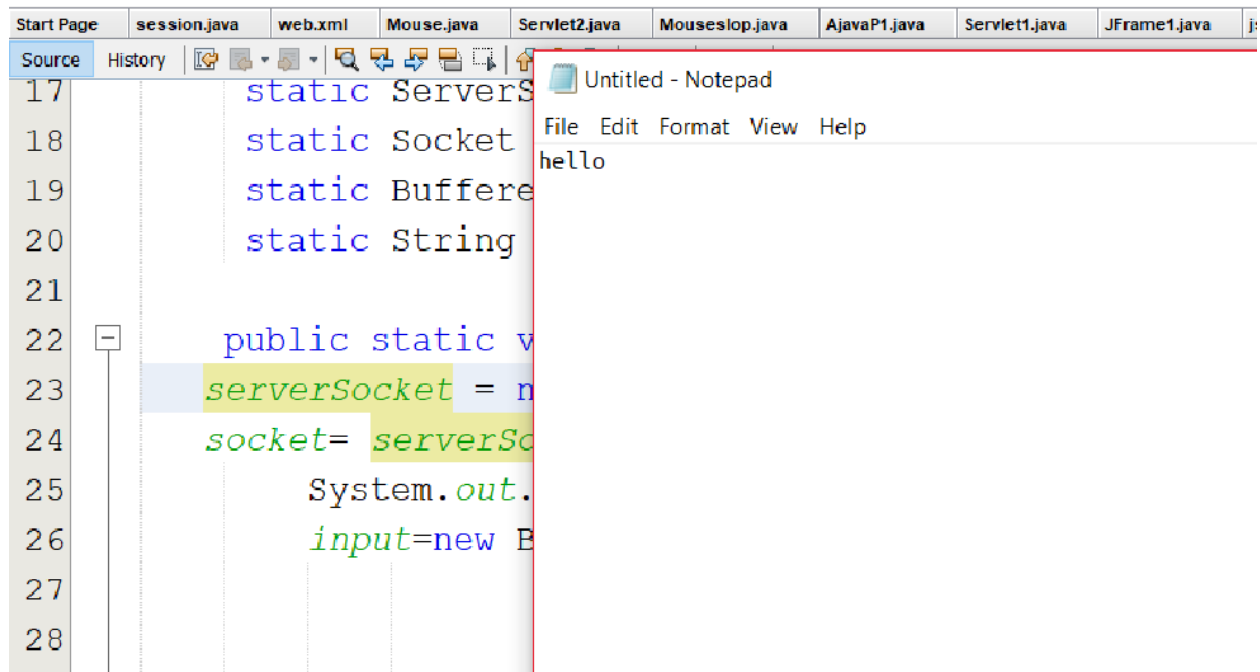 Start Page session.java web.xml Mouse.java Servlet2.java Mouseslop.java AjavaP1.java Servlet1.java JFrame1.java
Source History
Untitled - Notepad
File Edit Format View Help
hello
17 static ServerS
18 static Socket
19 static Buffere
20 static String
21
22 public static v
23 serverSocket = n
24 socket= serverSo
25 System.out.
26 input=new B
27
28